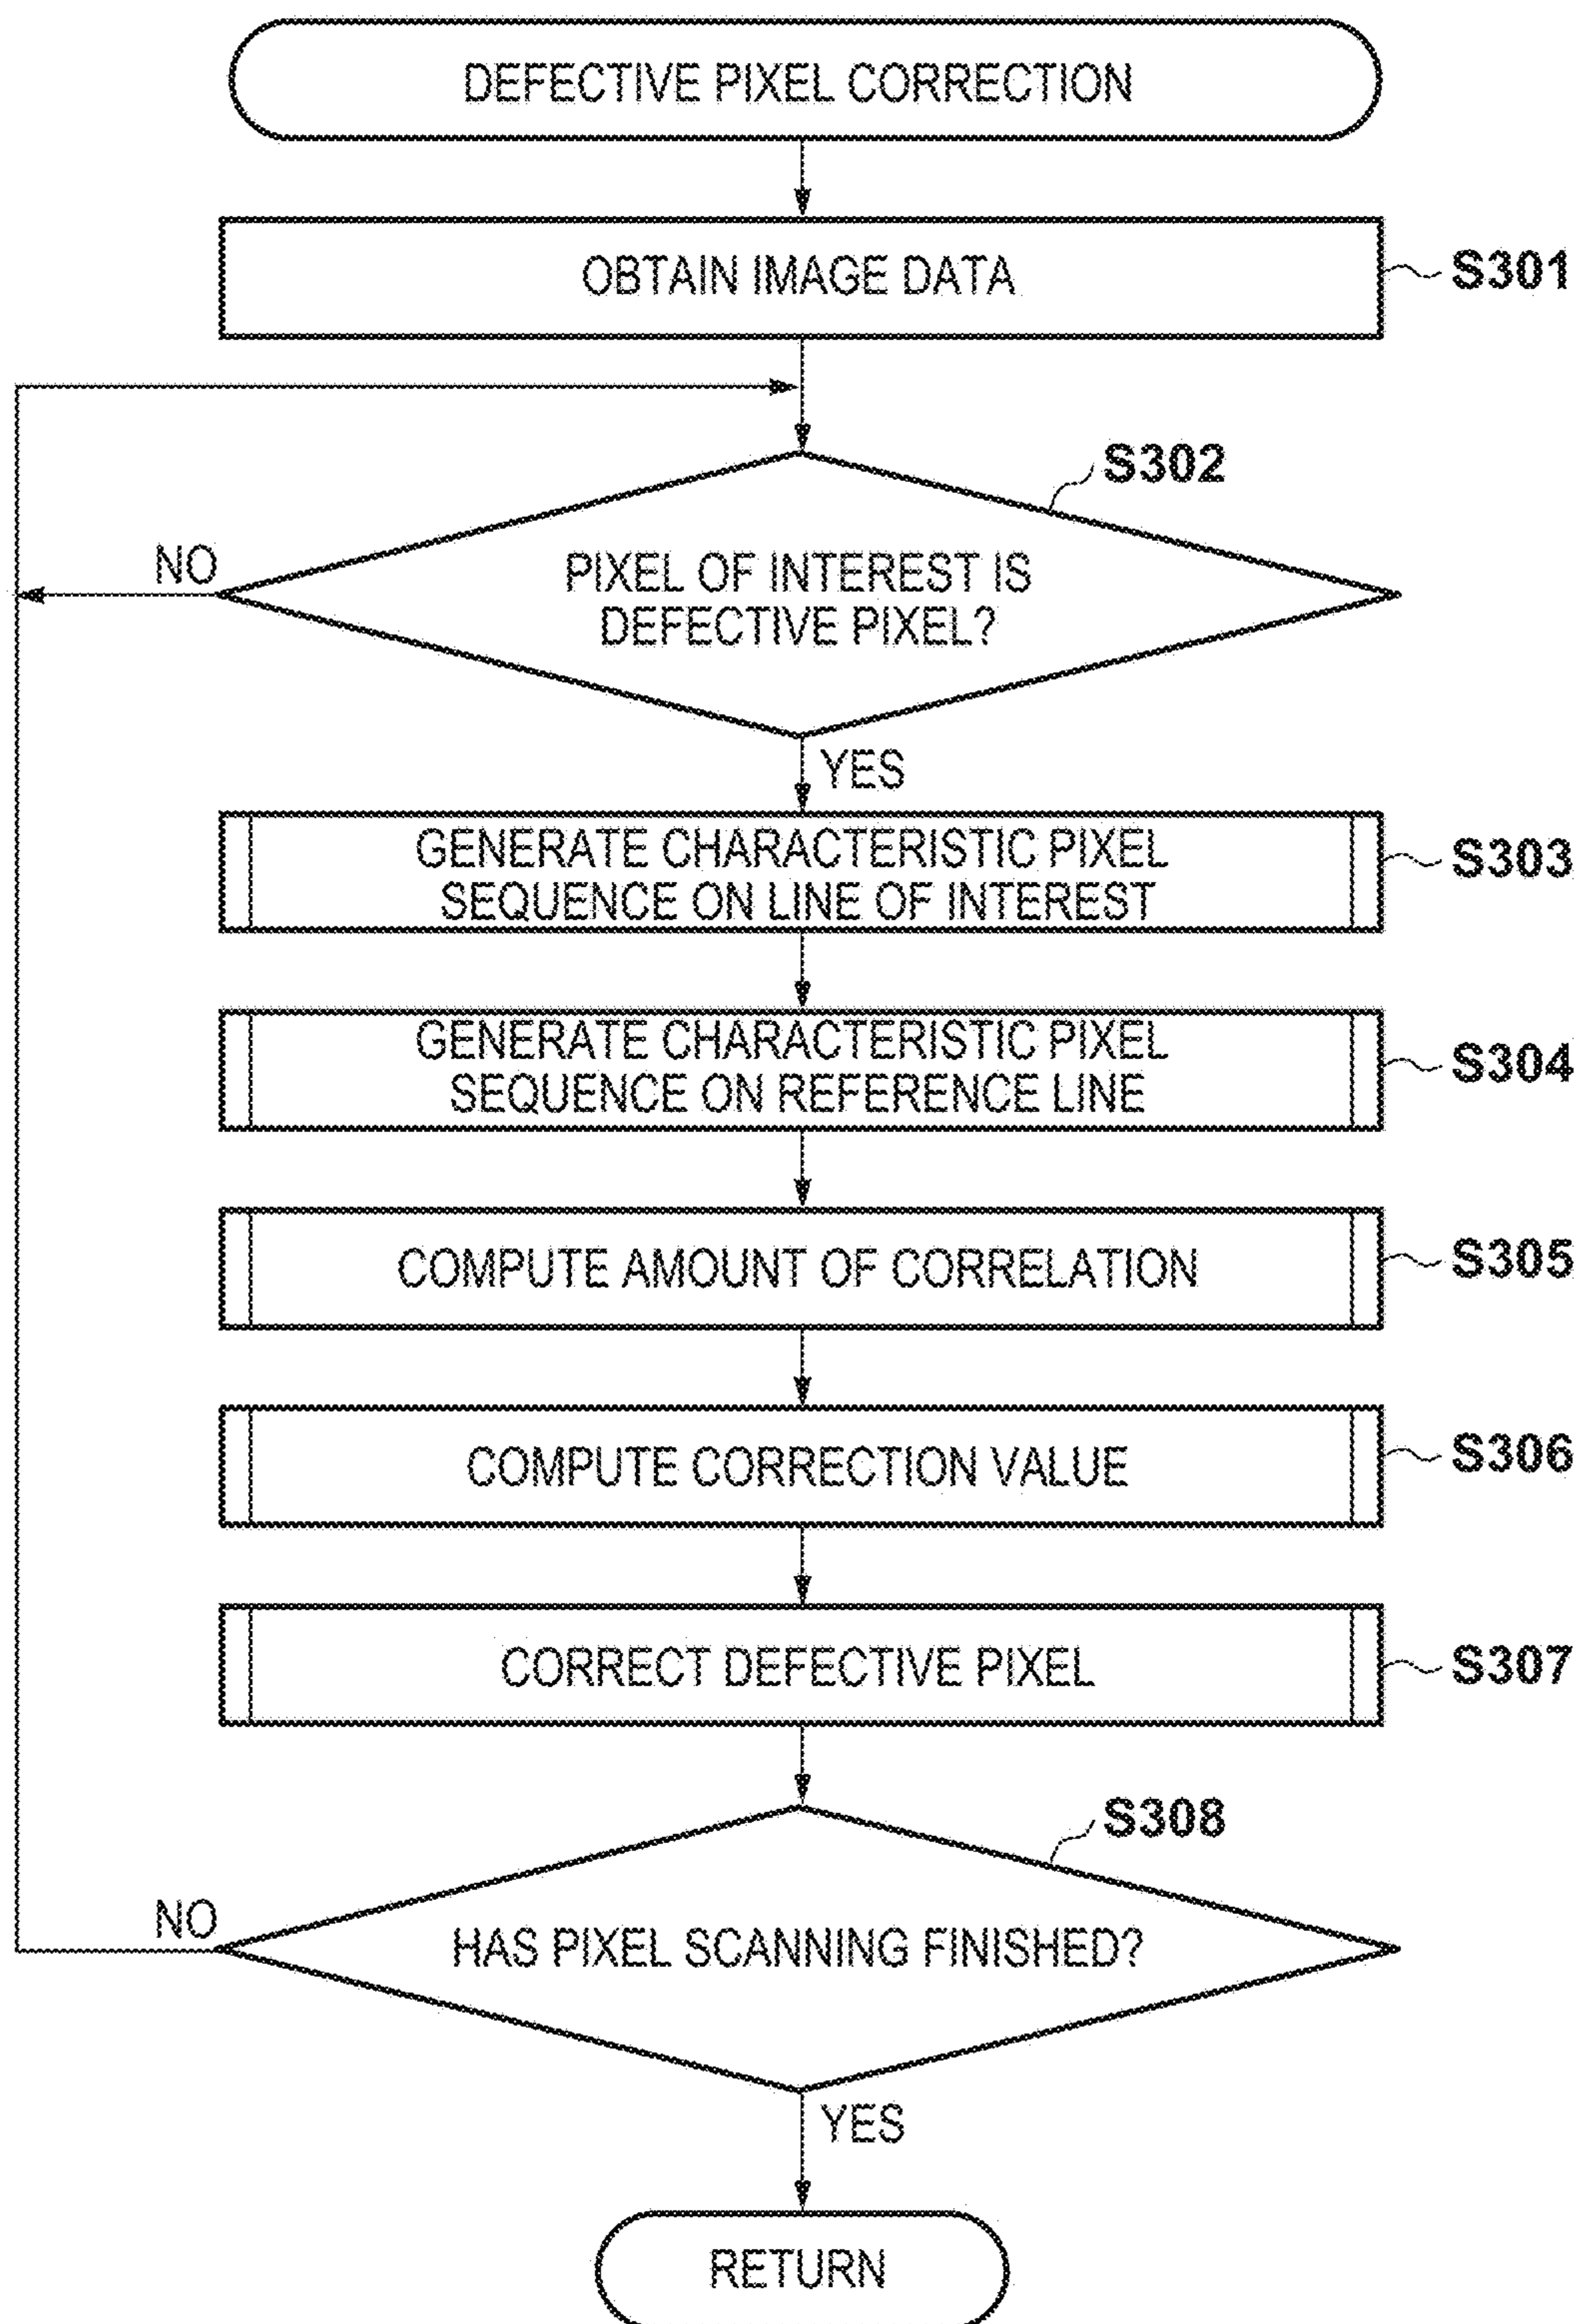 DEFECTIVE PIXEL CORRECTION
OBTAIN IMAGE DATA
S301
S302
NO
PIXEL OF INTEREST IS
DEFECTIVE PIXEL?
YES
GENERATE CHARACTERISTIC PIXEL
SEQUENCE ON LINE OF INTEREST
S303
GENERATE CHARACTERISTIC PIXEL
SEQUENCE ON REFERENCE LINE
S304
COMPUTE AMOUNT OF CORRELATION
S305
COMPUTE CORRECTION VALUE
S306
CORRECT DEFECTIVE PIXEL
S307
S308
NO
HAS PIXEL SCANNING FINISHED?
YES
RETURN